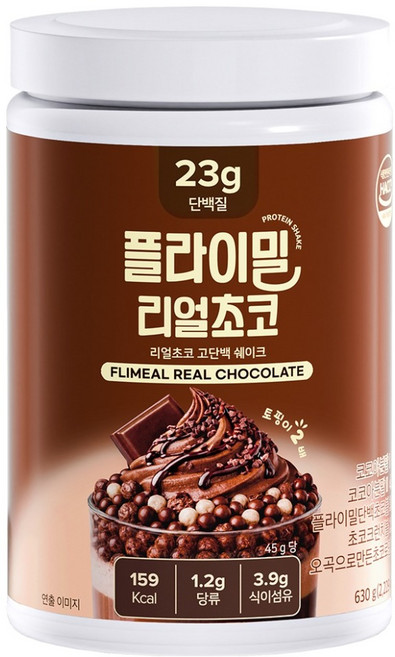 23g
단백질
PROTEIN SHAKE
플라이밀
리얼초코
리얼초코 고단백 쉐이크
FLIMEAL REAL CHOCOLATE
토핑이 2배
45 g 당
159 Kcal
1.2g 당류
3.9g 식이섬유
연출 이미지
630 g